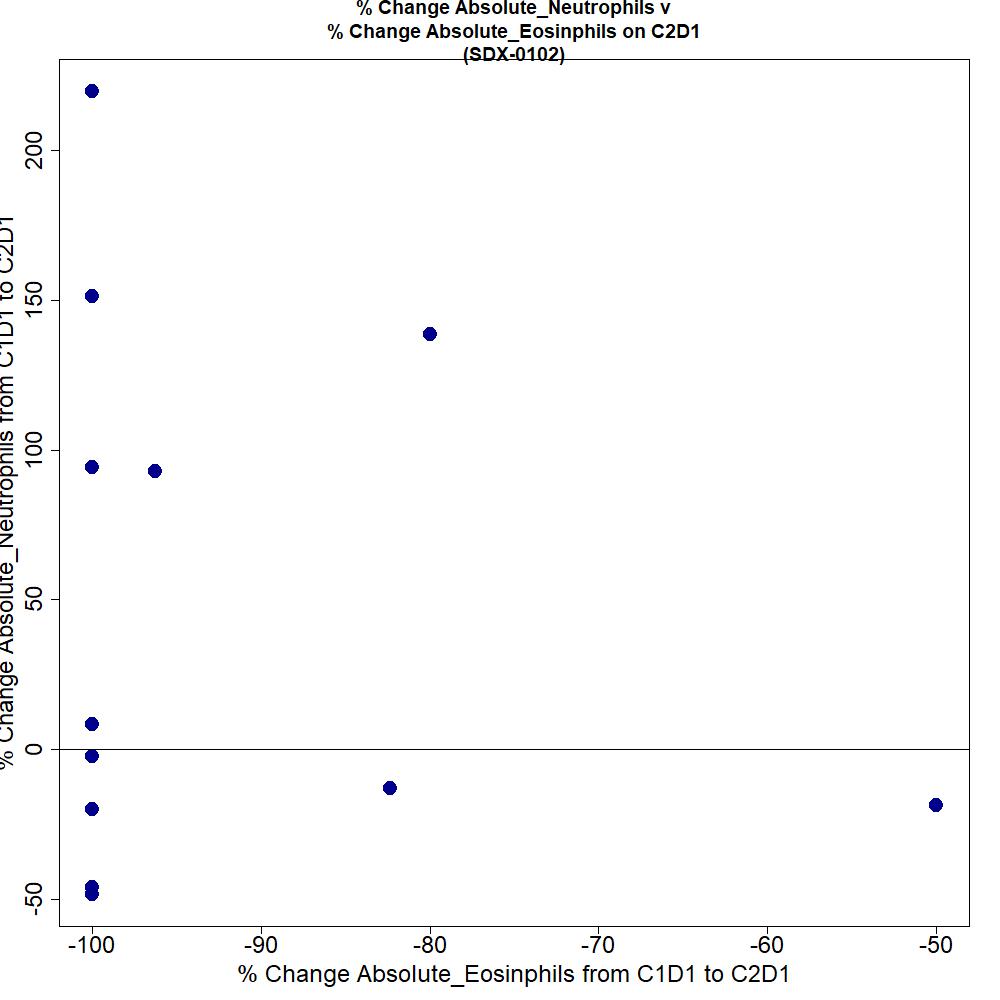 % Change Absolute_Neutrophils v
% Change Absolute_Eosinphils on C2D1
(SDX-0102)
% Change Absolute_Neutrophils from C1D1 to C2D1
200
150
100
50
0
-50
-100 -90 -80 -70 -60 -50
% Change Absolute_Eosinphils from C1D1 to C2D1